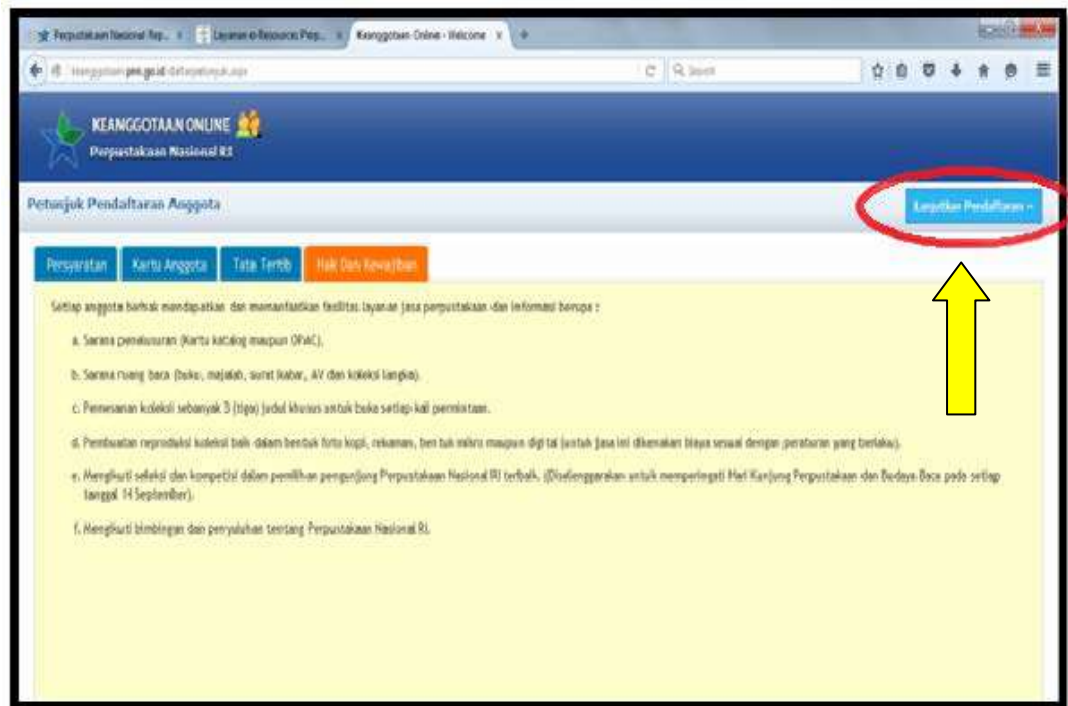 Perpustakaan Nasional Rep...
Layanan e-Resources Perp...
Keanggotaan Online - Welcome
keanggotaan.pnri.go.id
Search
KEANGGOTAAN ONLINE
Perpustakaan Nasional RI
Petunjuk Pendaftaran Anggota
Lanjutkan Pendaftaran
Persyaratan
Kartu Anggota
Tata Tertib
Hak Dan Kewajiban
Setiap anggota berhak mendapatkan dan memanfaatkan fasilitas layanan jasa perpustakaan dan informasi berupa :
a. Sarana penelusuran (Kartu katalog maupun OPAC).
b. Sarana ruang baca (buku, majalah, surat kabar, AV dan koleksi langka).
c. Pemesanan koleksi sebanyak 3 (tiga) judul khusus untuk buku setiap kali permintaan.
d. Pembuatan reproduksi koleksi baik dalam bentuk foto kopi, rekaman, ben tuk mikro maupun digi tal (untuk jasa ini dikenakan biaya sesuai dengan peraturan yang berlaku).
e. Mengikuti seleksi dan kompetisi dalam pemilihan pengunjung Perpustakaan Nasional RI terbaik. (Diselenggarakan untuk memperingati Hari Kunjung Perpustakaan dan Budaya Baca pada setiap
tanggal 14 September).
f. Mengikuti bimbingan dan penyuluhan tentang Perpustakaan Nasional RI.